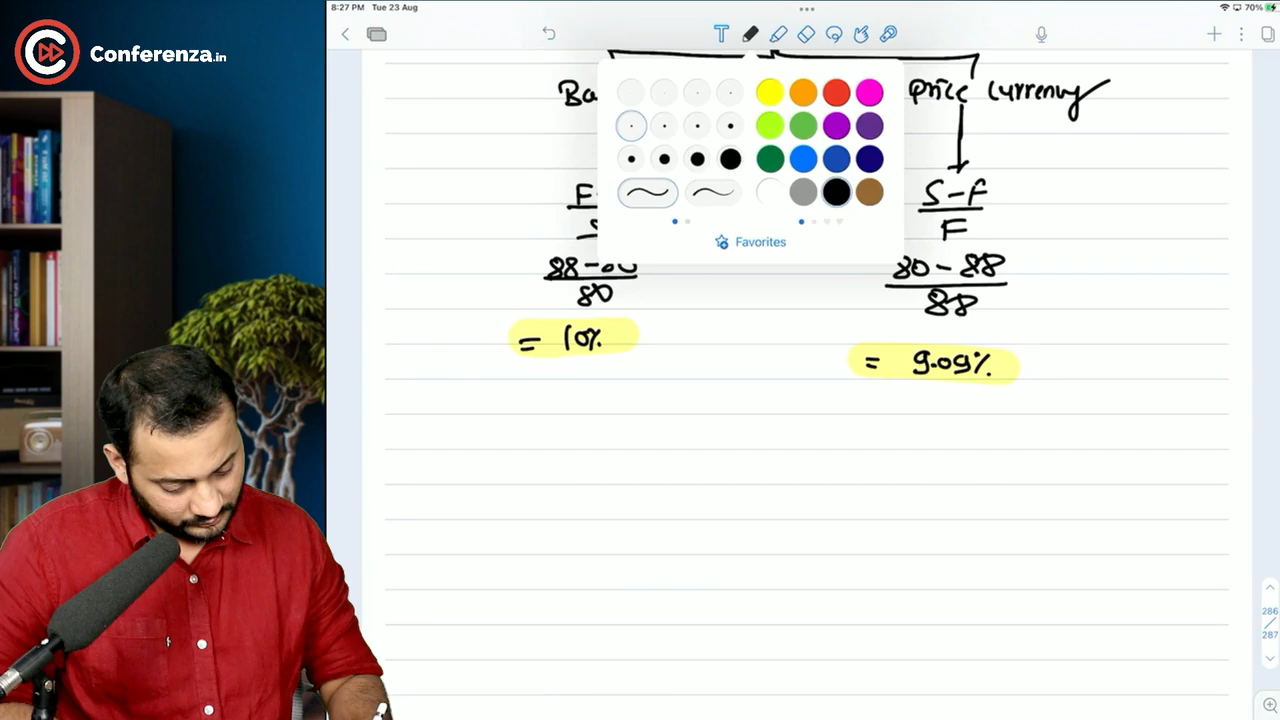 8:27 PM Tue 23 Aug
70%
Conferenza.in
T
Ba
Price Currency
F
S-F
F
88-80
80
80 - 88
88
= 10%
= 9.09%
Favorites
286
287